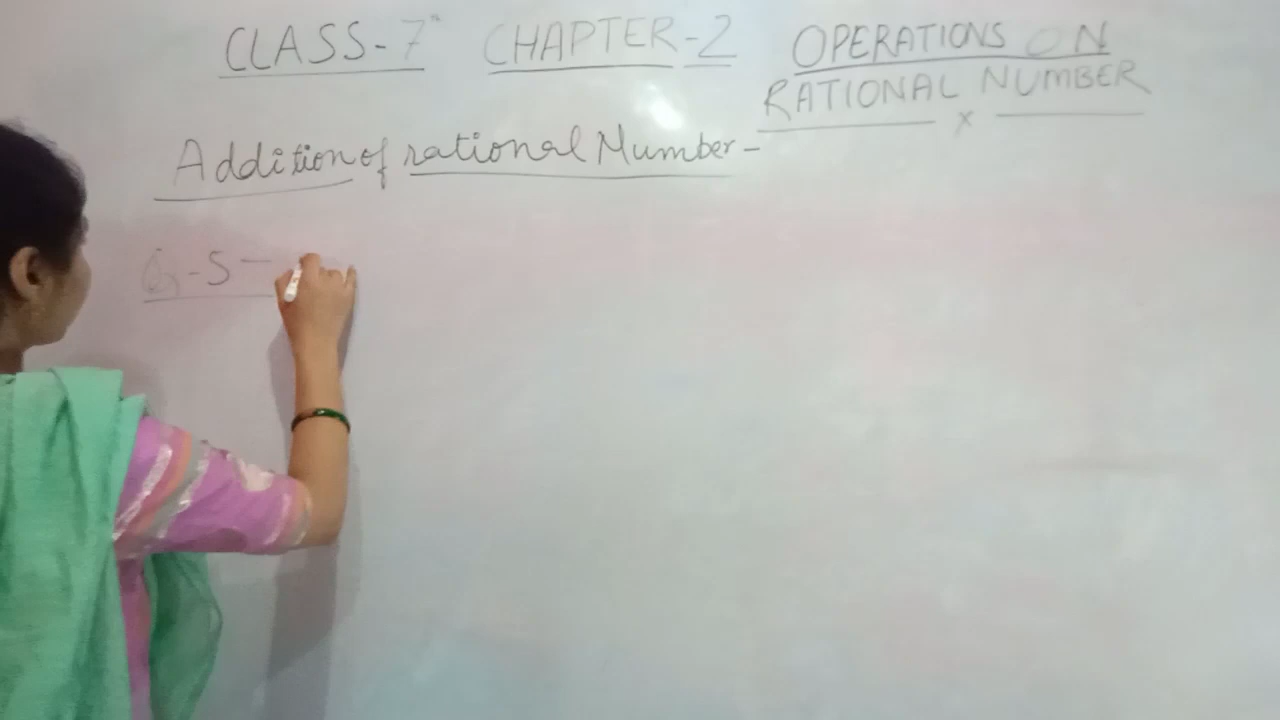 CLASS-7th CHAPTER-2 OPERATIONS ON
RATIONAL NUMBER
x
Addition of rational Number-
Q-5-